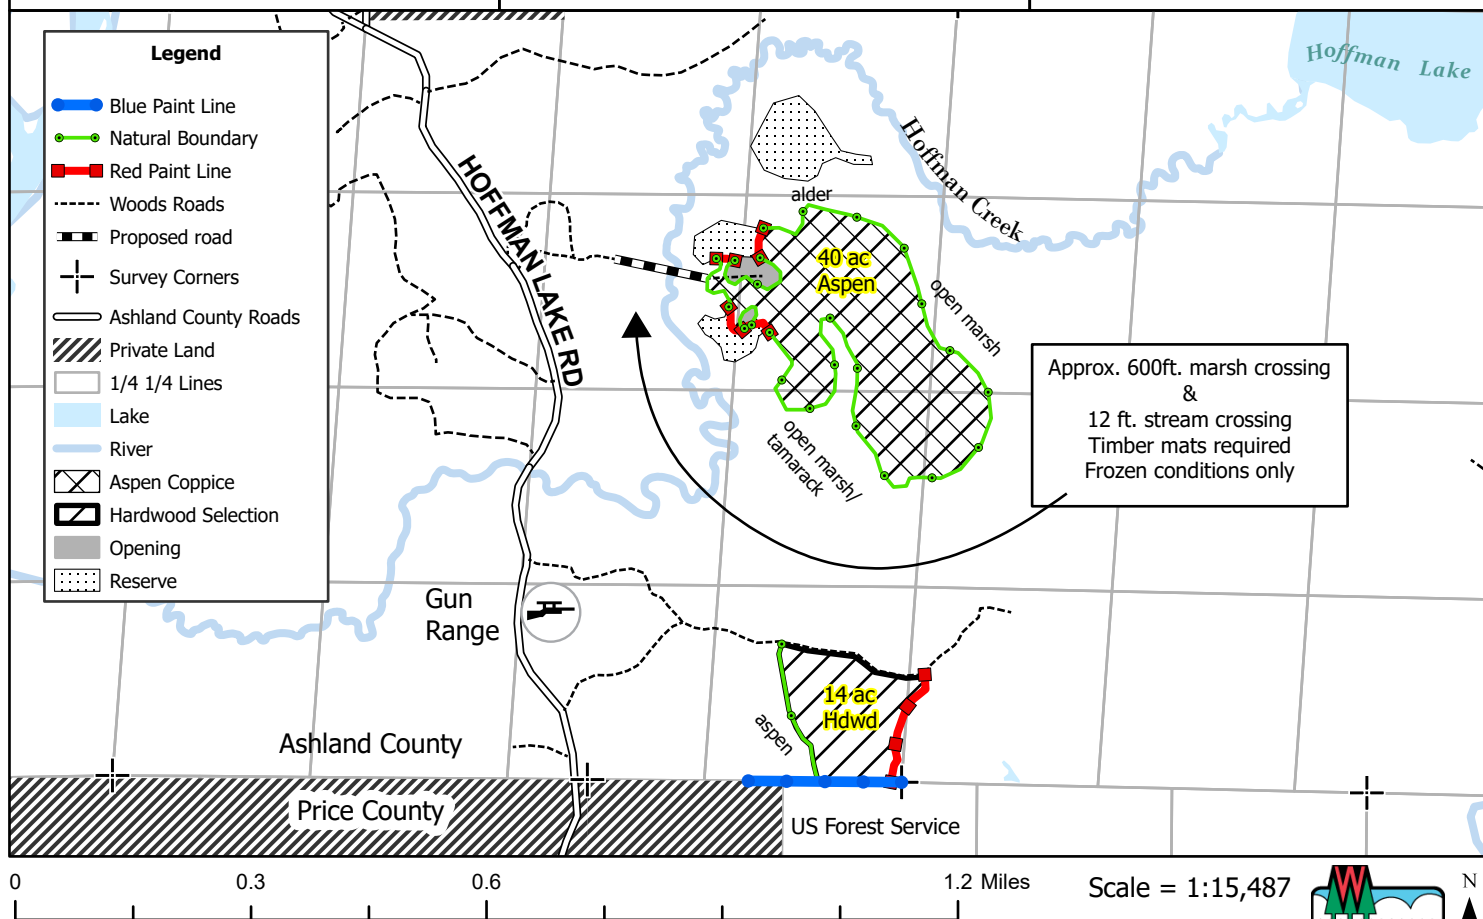 Legend
Blue Paint Line
Natural Boundary
Red Paint Line
Woods Roads
Proposed road
Survey Corners
Ashland County Roads
Private Land
1/4 1/4 Lines
Lake
River
Aspen Coppice
Hardwood Selection
Opening
Reserve
HOFFMAN LAKE RD
Hoffman Lake
Hoffman Creek
alder
40 ac
Aspen
open marsh
open marsh/
tamarack
Approx. 600ft. marsh crossing
&
12 ft. stream crossing
Timber mats required
Frozen conditions only
Gun
Range
14 ac
Hdwd
aspen
Ashland County
Price County
US Forest Service
0
0.3
0.6
1.2 Miles
Scale = 1:15,487
W
N